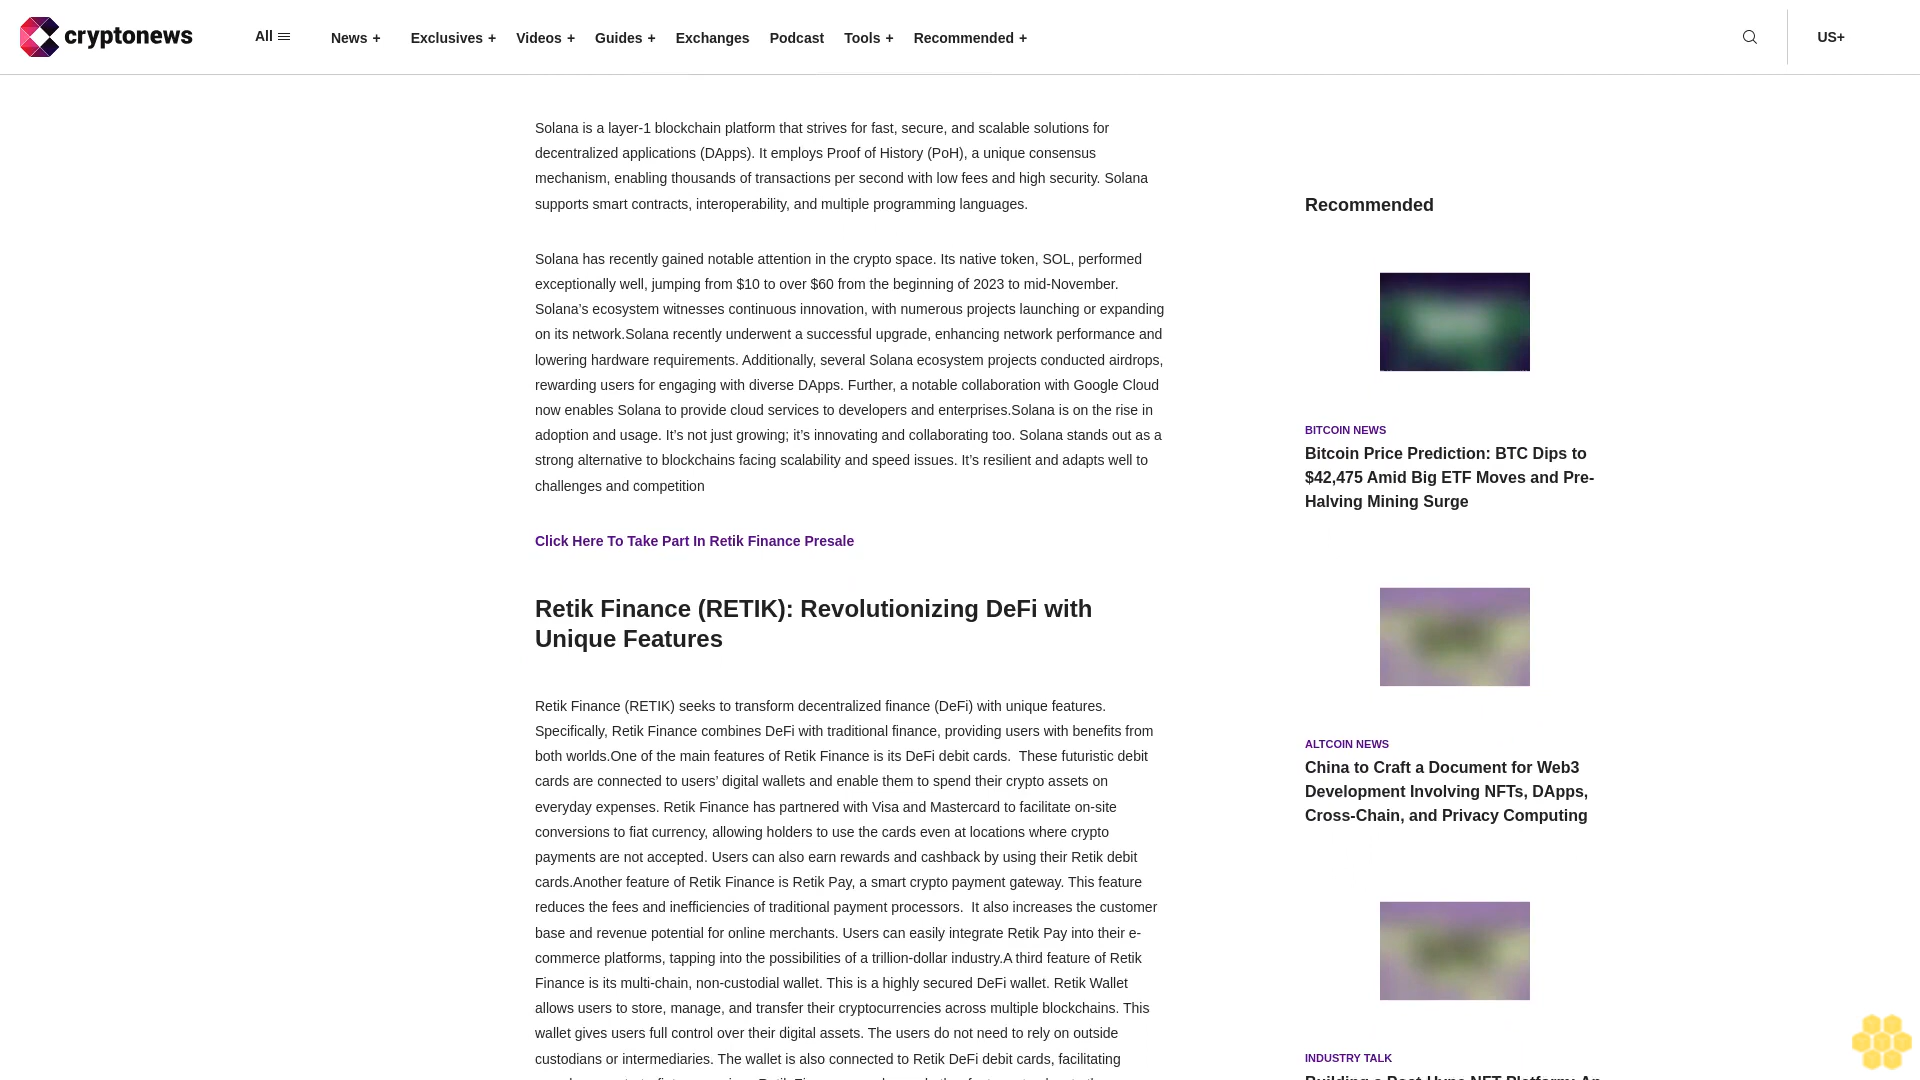 cryptonews
All
News +
Exclusives +
Videos +
Guides +
Exchanges
Podcast
Tools +
Recommended +
US+
Solana is a layer-1 blockchain platform that strives for fast, secure, and scalable solutions for
decentralized applications (DApps). It employs Proof of History (PoH), a unique consensus
mechanism, enabling thousands of transactions per second with low fees and high security. Solana
supports smart contracts, interoperability, and multiple programming languages.
Solana has recently gained notable attention in the crypto space. Its native token, SOL, performed
exceptionally well, jumping from $10 to over $60 from the beginning of 2023 to mid-November.
Solana’s ecosystem witnesses continuous innovation, with numerous projects launching or expanding
on its network.Solana recently underwent a successful upgrade, enhancing network performance and
lowering hardware requirements. Additionally, several Solana ecosystem projects conducted airdrops,
rewarding users for engaging with diverse DApps. Further, a notable collaboration with Google Cloud
now enables Solana to provide cloud services to developers and enterprises.Solana is on the rise in
adoption and usage. It’s not just growing; it’s innovating and collaborating too. Solana stands out as a
strong alternative to blockchains facing scalability and speed issues. It’s resilient and adapts well to
challenges and competition
Click Here To Take Part In Retik Finance Presale
Retik Finance (RETIK): Revolutionizing DeFi with
Unique Features
Retik Finance (RETIK) seeks to transform decentralized finance (DeFi) with unique features.
Specifically, Retik Finance combines DeFi with traditional finance, providing users with benefits from
both worlds.One of the main features of Retik Finance is its DeFi debit cards.  These futuristic debit
cards are connected to users’ digital wallets and enable them to spend their crypto assets on
everyday expenses. Retik Finance has partnered with Visa and Mastercard to facilitate on-site
conversions to fiat currency, allowing holders to use the cards even at locations where crypto
payments are not accepted. Users can also earn rewards and cashback by using their Retik debit
cards.Another feature of Retik Finance is Retik Pay, a smart crypto payment gateway. This feature
reduces the fees and inefficiencies of traditional payment processors.  It also increases the customer
base and revenue potential for online merchants. Users can easily integrate Retik Pay into their e-
commerce platforms, tapping into the possibilities of a trillion-dollar industry.A third feature of Retik
Finance is its multi-chain, non-custodial wallet. This is a highly secured DeFi wallet. Retik Wallet
allows users to store, manage, and transfer their cryptocurrencies across multiple blockchains. This
wallet gives users full control over their digital assets. The users do not need to rely on outside
custodians or intermediaries. The wallet is also connected to Retik DeFi debit cards, facilitating
Recommended
BITCOIN NEWS
Bitcoin Price Prediction: BTC Dips to
$42,475 Amid Big ETF Moves and Pre-
Halving Mining Surge
ALTCOIN NEWS
China to Craft a Document for Web3
Development Involving NFTs, DApps,
Cross-Chain, and Privacy Computing
INDUSTRY TALK
Building a Post-Hype NFT Platform: An